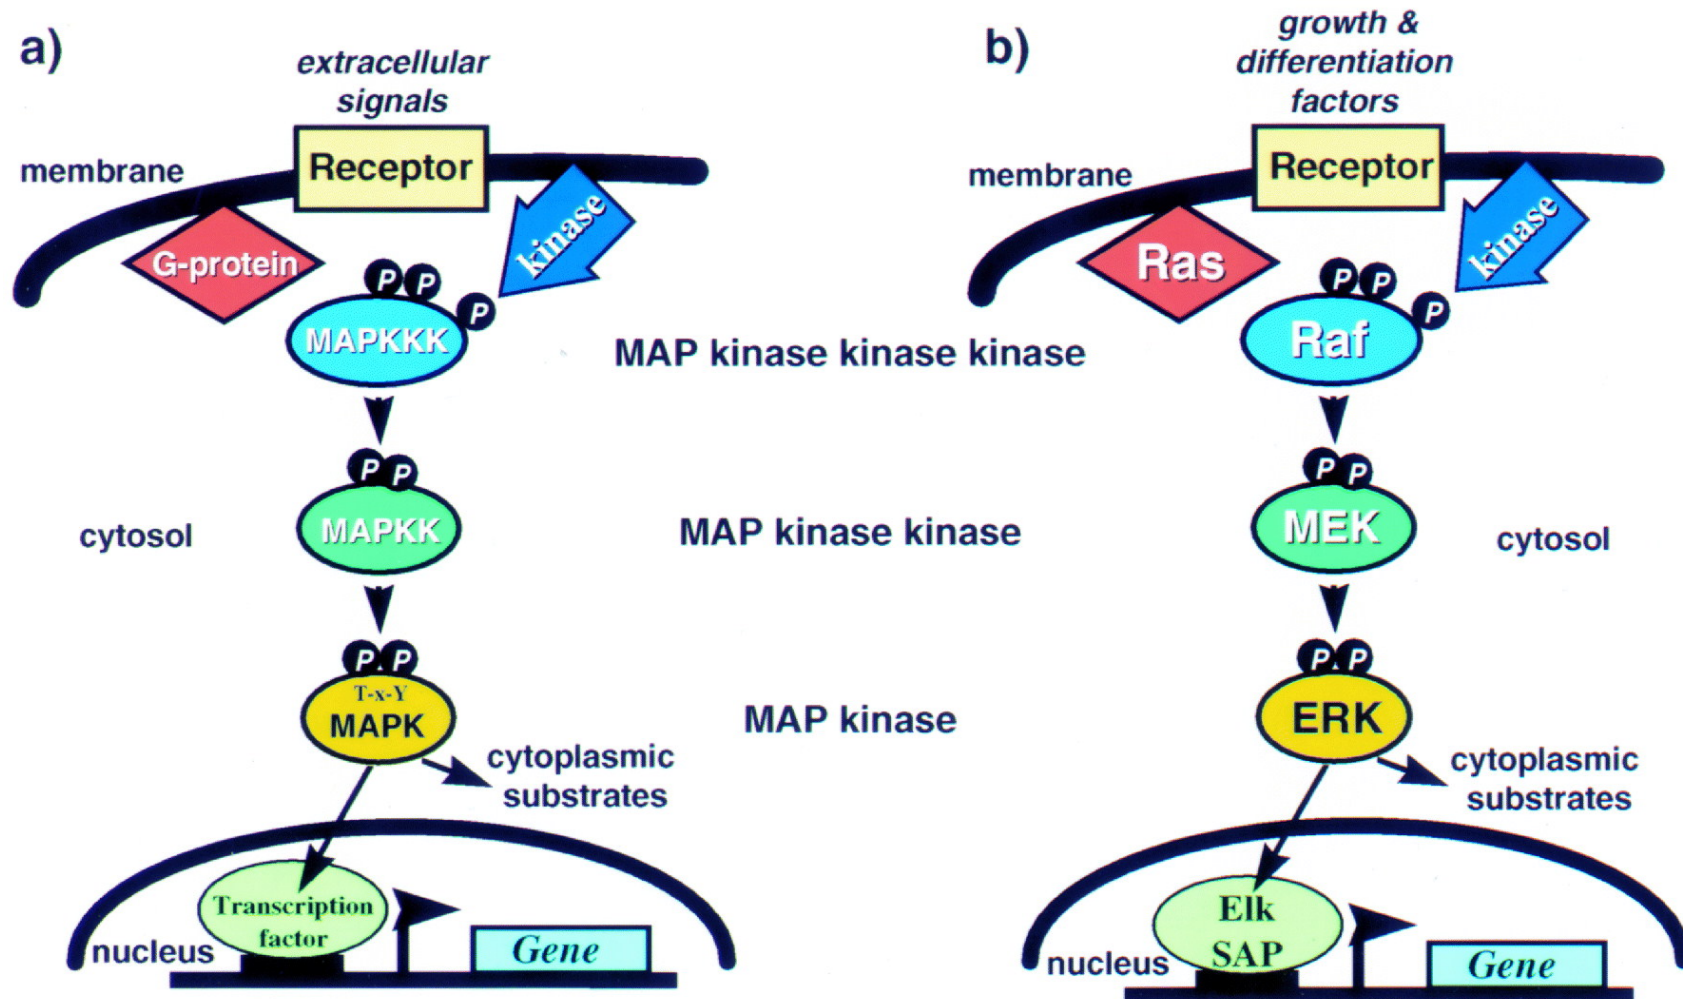 a)
extracellular
signals
membrane
Receptor
G-protein
kinase
P P
P
MAPKKK
MAP kinase kinase kinase
P P
MAPKK
cytosol
MAP kinase kinase
P P
T-x-Y
MAPK
MAP kinase
cytoplasmic
substrates
Transcription
factor
nucleus
Gene
b)
growth &
differentiation
factors
membrane
Receptor
Ras
kinase
P P
P
Raf
P P
MEK
cytosol
P P
ERK
cytoplasmic
substrates
Elk
SAP
nucleus
Gene